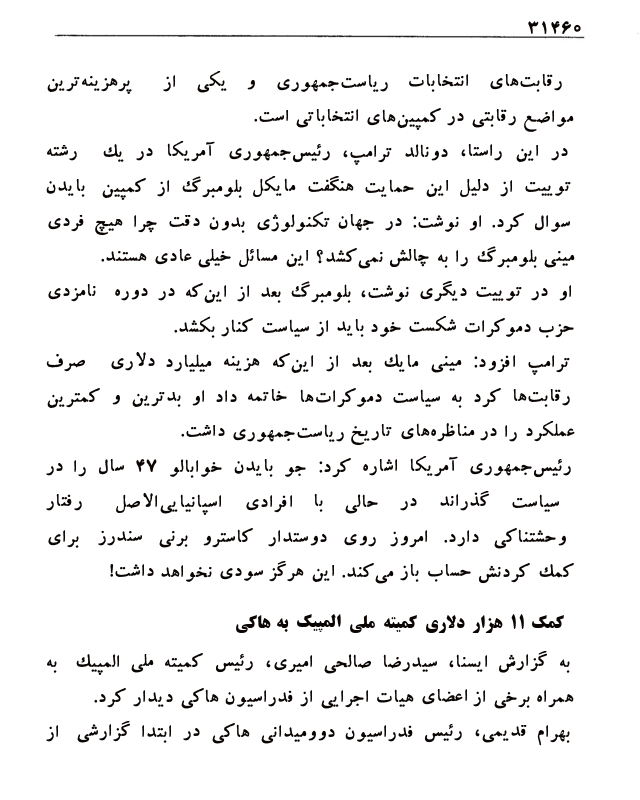 ۳۱۴۶۰
رقابت‌های انتخابات ریاست‌جمهوری و یکی از پرهزینه‌ترین
مواضع رقابتی در کمپین‌های انتخاباتی است.
در این راستا، دونالد ترامپ، رئیس‌جمهوری آمریکا در یك رشته
توییت از دلیل این حمایت هنگفت مایکل بلومبرگ از کمپین بایدن
سوال کرد. او نوشت: در جهان تکنولوژی بدون دقت چرا هیچ فردی
مینی بلومبرگ را به چالش نمی‌کشد؟ این مسائل خیلی عادی هستند.
او در توییت دیگری نوشت، بلومبرگ بعد از این‌که در دوره نامزدی
حزب دموکرات شکست خود باید از سیاست کنار بکشد.
ترامپ افزود: مینی مایك بعد از این‌که هزینه میلیارد دلاری صرف
رقابت‌ها کرد به سیاست دموکرات‌ها خاتمه داد او بدترین و کمترین
عملکرد را در مناظره‌های تاریخ ریاست‌جمهوری داشت.
رئیس‌جمهوری آمریکا اشاره کرد: جو بایدن خوابالو ۴۷ سال را در
سیاست گذراند در حالی با افرادی اسپانیایی‌الاصل رفتار
وحشتناکی دارد. امروز روی دوستدار کاسترو برنی سندرز برای
کمك کردنش حساب باز می‌کند. این هرگز سودی نخواهد داشت!
کمک ۱۱ هزار دلاری کمیته ملی المپیک به هاکی
به گزارش ایسنا، سیدرضا صالحی امیری، رئیس کمیته ملی المپیك به
همراه برخی از اعضای هیات اجرایی از فدراسیون هاکی دیدار کرد.
بهرام قدیمی، رئیس فدراسیون دوومیدانی هاکی در ابتدا گزارشی از